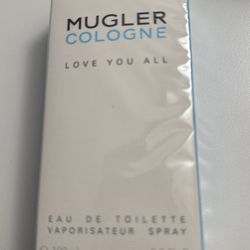 MUGLER
COLOGNE
LOVE YOU ALL
EAU DE TOILETTE
VAPORISATEUR SPRAY